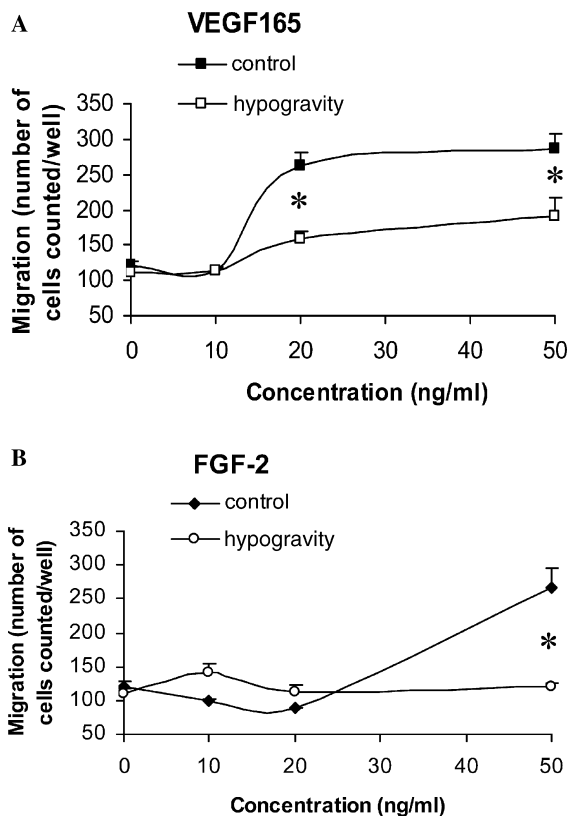 A
VEGF165
control
hypogravity
Migration (number of
cells counted/well)
350
300
250
200
150
100
50
*
*
0 10 20 30 40 50
Concentration (ng/ml)
B
FGF-2
control
hypogravity
Migration (number of
cells counted/well)
350
300
250
200
150
100
50
*
0 10 20 30 40 50
Concentration (ng/ml)